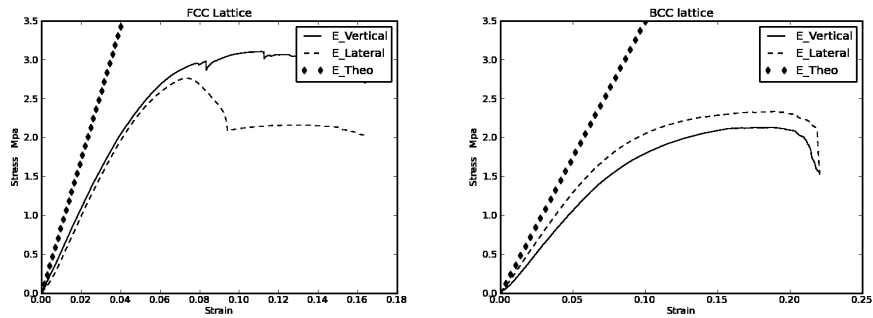 FCC Lattice
3.5
3.0
2.5
2.0
1.5
1.0
0.5
0.0
Stress Mpa
0.00 0.02 0.04 0.06 0.08 0.10 0.12 0.14 0.16 0.18
Strain
E_Vertical
E_Lateral
E_Theo
BCC lattice
3.5
3.0
2.5
2.0
1.5
1.0
0.5
0.0
Stress Mpa
0.00 0.05 0.10 0.15 0.20 0.25
Strain
E_Vertical
E_Lateral
E_Theo